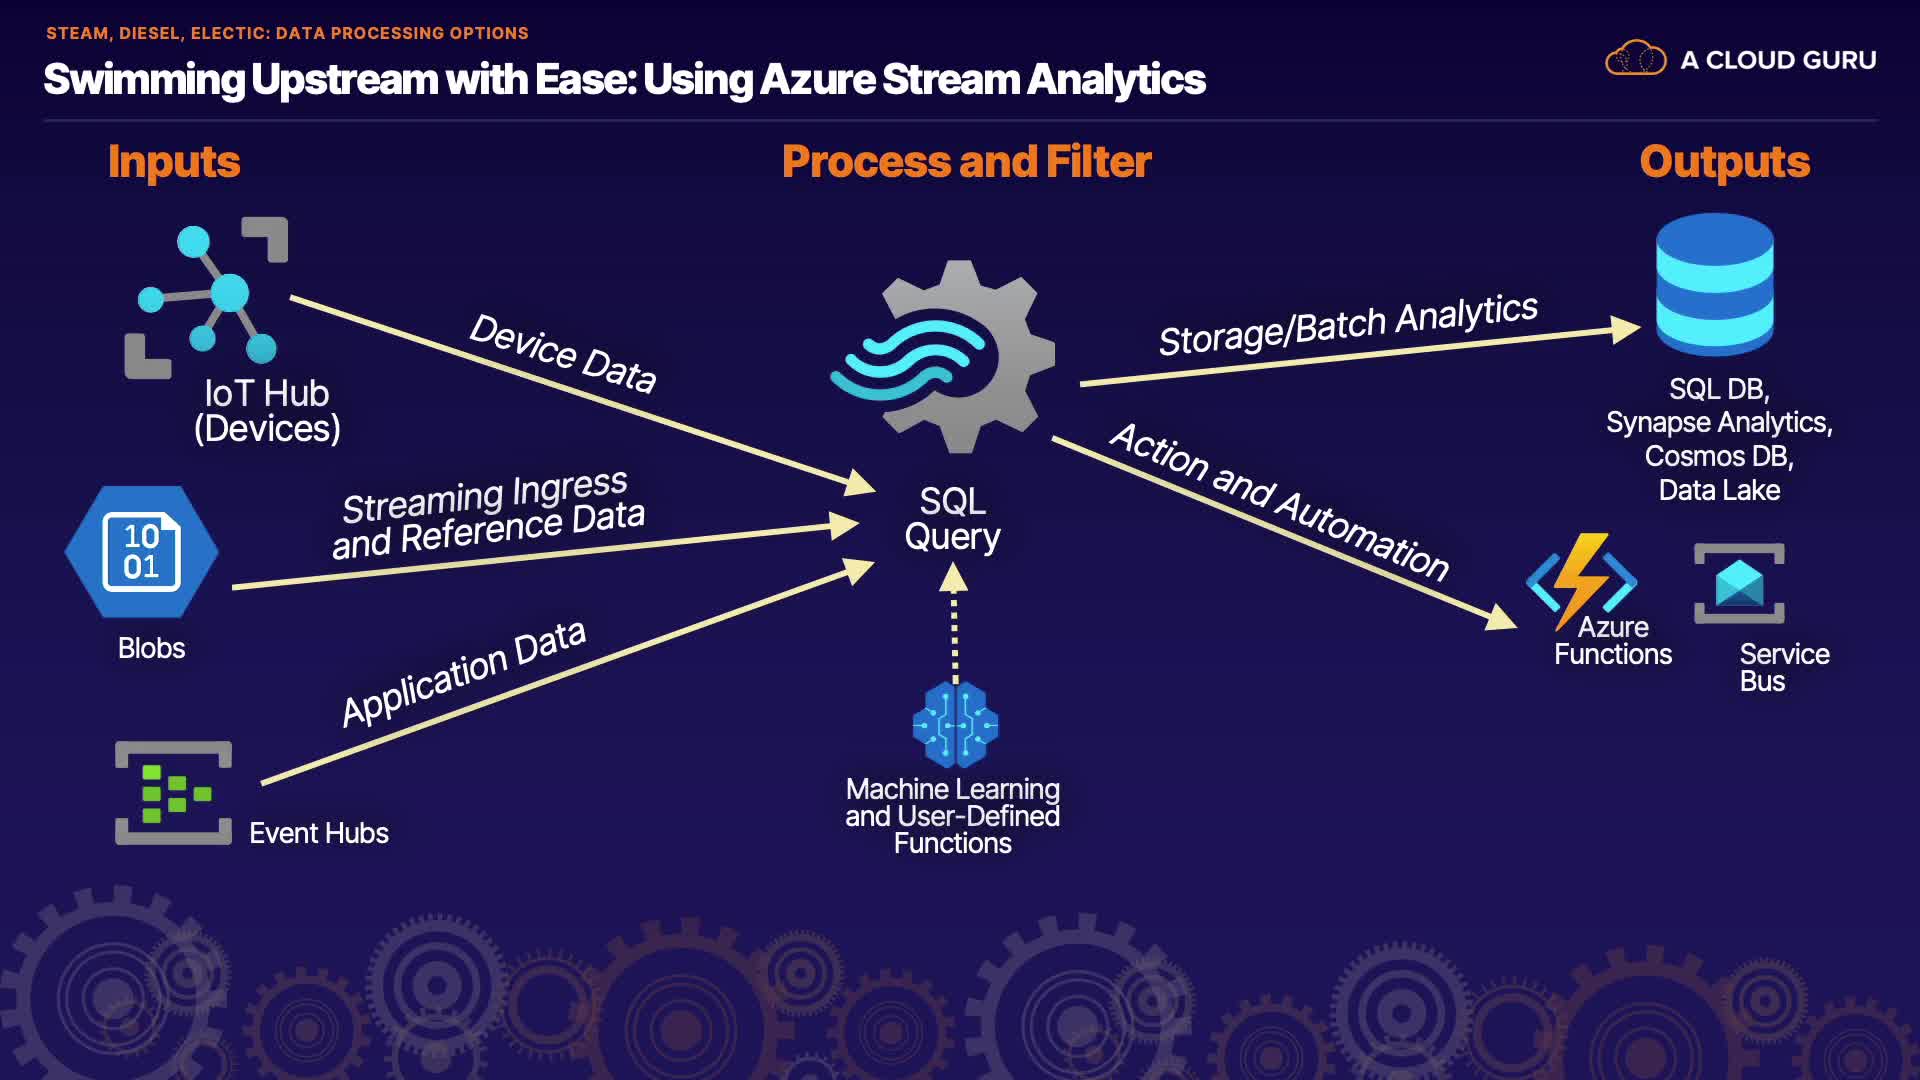 STEAM, DIESEL, ELECTIC: DATA PROCESSING OPTIONS
Swimming Upstream with Ease: Using Azure Stream Analytics
A CLOUD GURU
Inputs
Process and Filter
Outputs
IoT Hub
(Devices)
Device Data
Storage/Batch Analytics
SQL DB,
Synapse Analytics,
Cosmos DB,
Data Lake
10
01
Blobs
Streaming Ingress
and Reference Data
SQL
Query
Action and Automation
Azure
Functions
Service
Bus
Application Data
Event Hubs
Machine Learning
and User-Defined
Functions